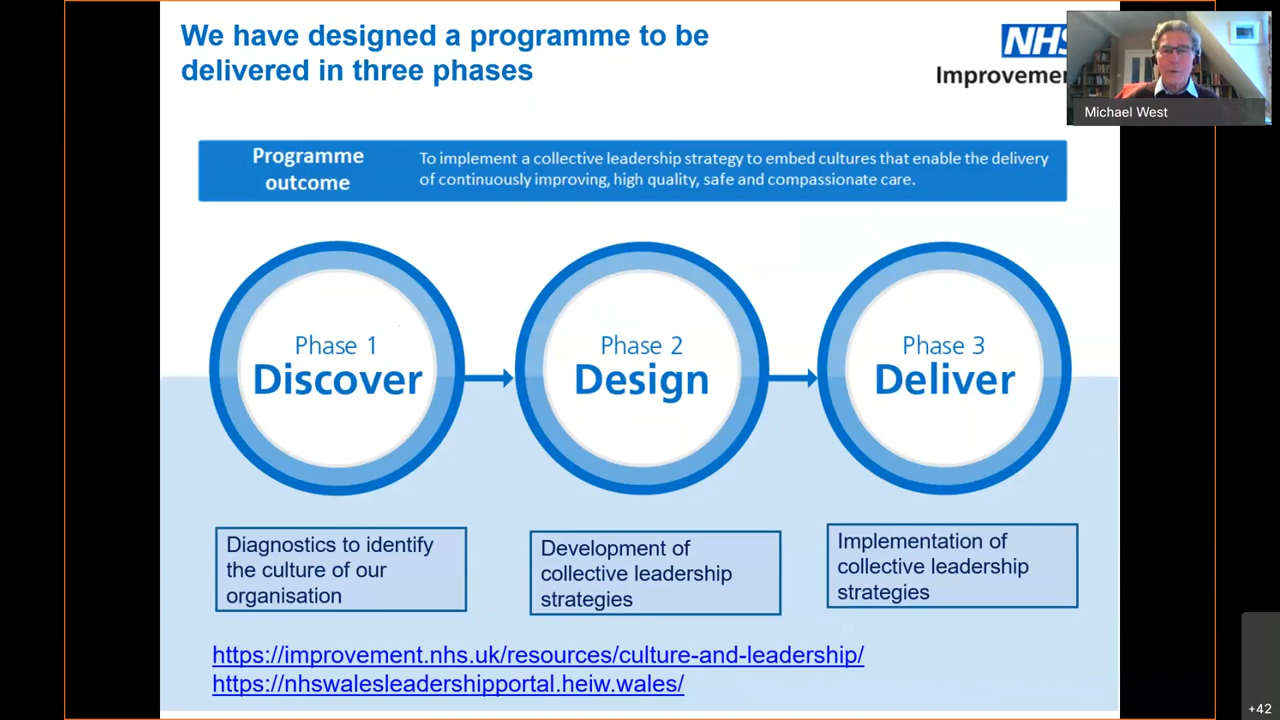 We have designed a programme to be
delivered in three phases
NHS
Improvemen
Michael West
Programme
outcome
To implement a collective leadership strategy to embed cultures that enable the delivery
of continuously improving, high quality, safe and compassionate care.
Phase 1
Discover
Phase 2
Design
Phase 3
Deliver
Diagnostics to identify
the culture of our
organisation
Development of
collective leadership
strategies
Implementation of
collective leadership
strategies
https://improvement.nhs.uk/resources/culture-and-leadership/
https://nhswalesleadershipportal.heiw.wales/
+42